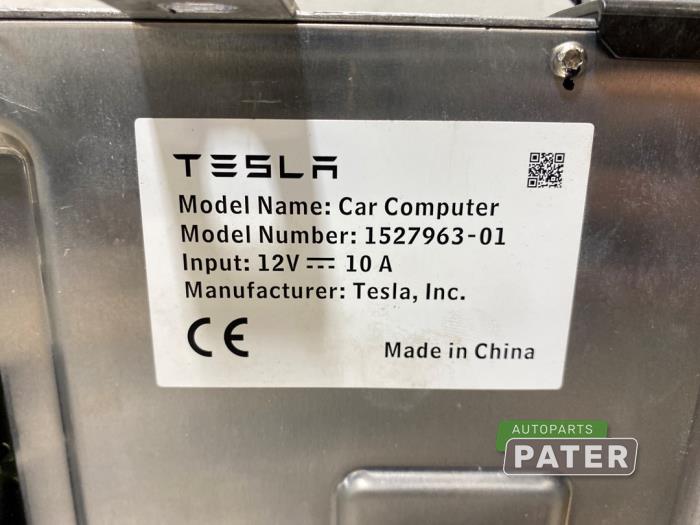 TESLA
Model Name: Car Computer
Model Number: 1527963-01
Input: 12V ⎓ 10 A
Manufacturer: Tesla, Inc.
CE
Made in China
AUTOPARTS
PATER